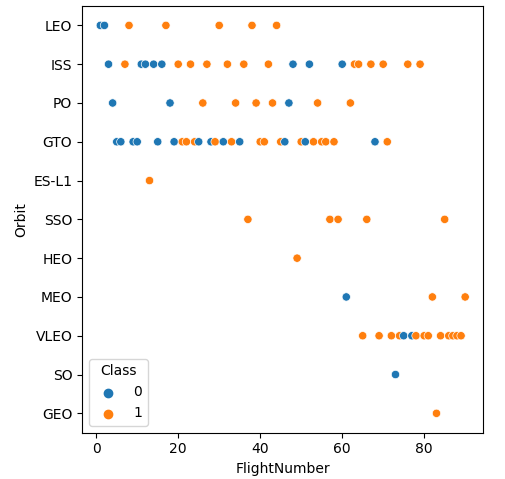 LEO
ISS
PO
GTO
ES-L1
SSO
HEO
MEO
VLEO
SO
GEO
Orbit
Class
0
1
0 20 40 60 80
FlightNumber